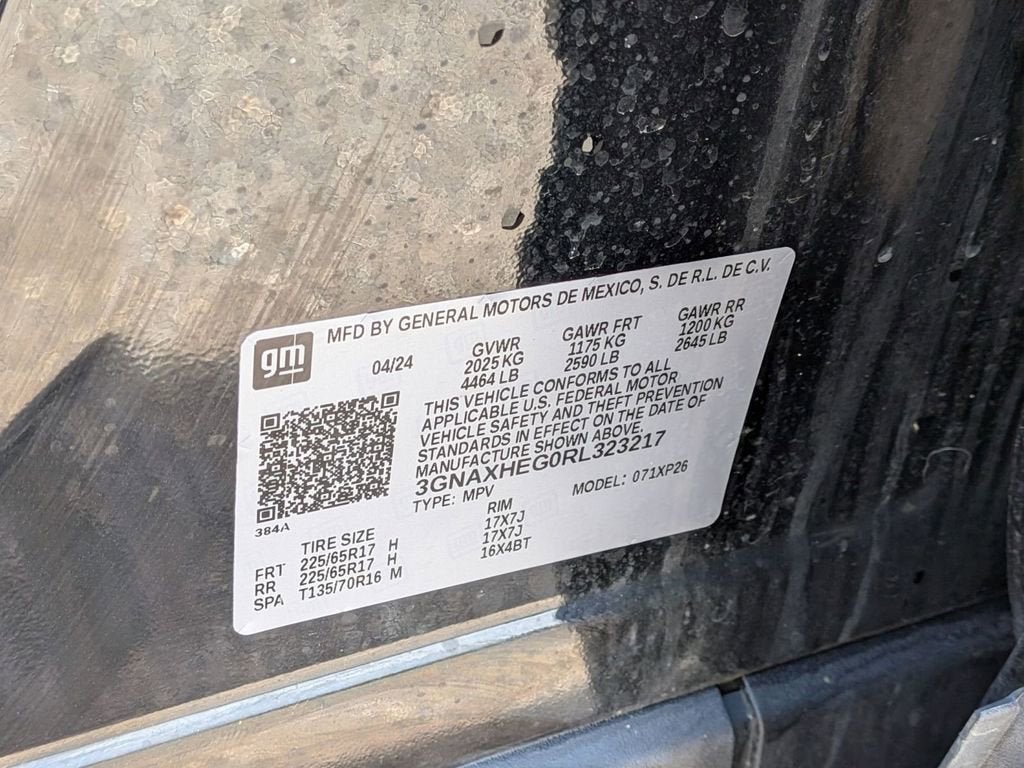 gm
MFD BY GENERAL MOTORS DE MEXICO, S. DE R.L. DE C.V.
04/24
GVWR
2025 KG
4464 LB
GAWR FRT
1175 KG
2590 LB
GAWR RR
1200 KG
2645 LB
THIS VEHICLE CONFORMS TO ALL
APPLICABLE U.S. FEDERAL MOTOR
VEHICLE SAFETY AND THEFT PREVENTION
STANDARDS IN EFFECT ON THE DATE OF
MANUFACTURE SHOWN ABOVE.
3GNAXHEG0RL323217
TYPE: MPV MODEL: 071XP26
384A
TIRE SIZE RIM
FRT 225/65R17 H 17X7J
RR 225/65R17 H 17X7J
SPA T135/70R16 M 16X4BT